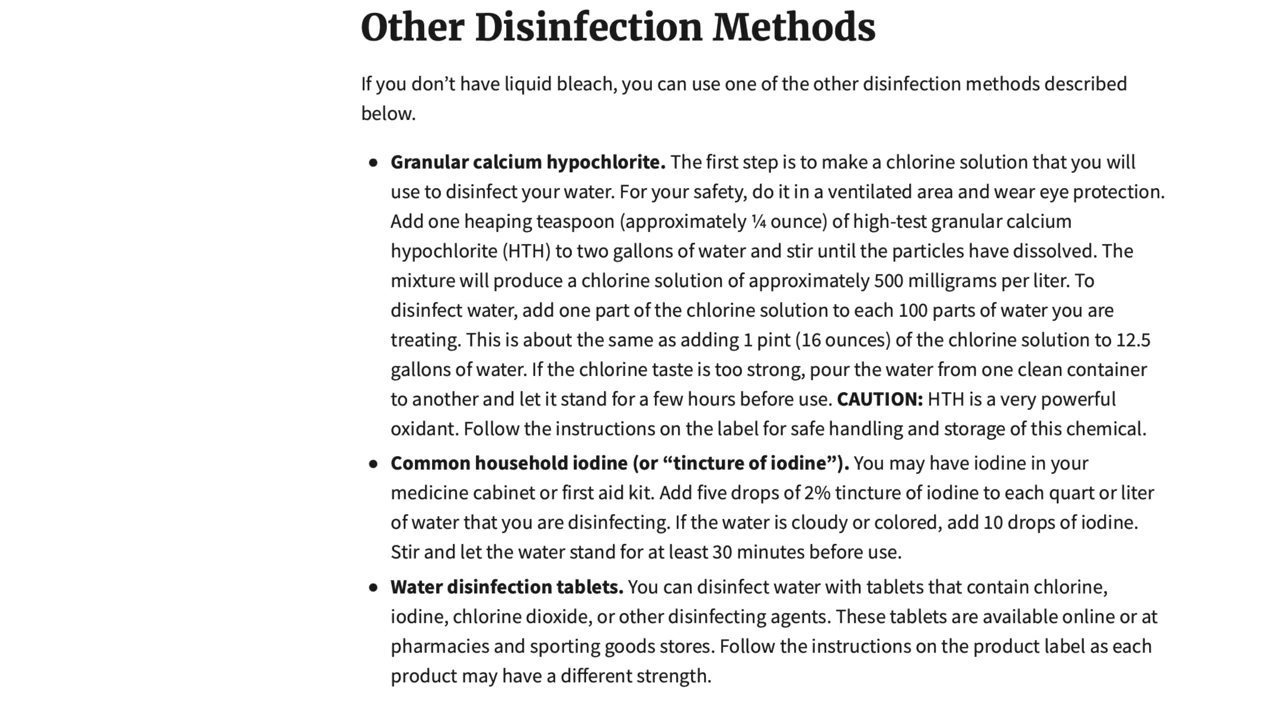 Other Disinfection Methods
If you don’t have liquid bleach, you can use one of the other disinfection methods described
below.
● Granular calcium hypochlorite. The first step is to make a chlorine solution that you will
use to disinfect your water. For your safety, do it in a ventilated area and wear eye protection.
Add one heaping teaspoon (approximately ¼ ounce) of high-test granular calcium
hypochlorite (HTH) to two gallons of water and stir until the particles have dissolved. The
mixture will produce a chlorine solution of approximately 500 milligrams per liter. To
disinfect water, add one part of the chlorine solution to each 100 parts of water you are
treating. This is about the same as adding 1 pint (16 ounces) of the chlorine solution to 12.5
gallons of water. If the chlorine taste is too strong, pour the water from one clean container
to another and let it stand for a few hours before use. CAUTION: HTH is a very powerful
oxidant. Follow the instructions on the label for safe handling and storage of this chemical.
● Common household iodine (or “tincture of iodine”). You may have iodine in your
medicine cabinet or first aid kit. Add five drops of 2% tincture of iodine to each quart or liter
of water that you are disinfecting. If the water is cloudy or colored, add 10 drops of iodine.
Stir and let the water stand for at least 30 minutes before use.
● Water disinfection tablets. You can disinfect water with tablets that contain chlorine,
iodine, chlorine dioxide, or other disinfecting agents. These tablets are available online or at
pharmacies and sporting goods stores. Follow the instructions on the product label as each
product may have a different strength.